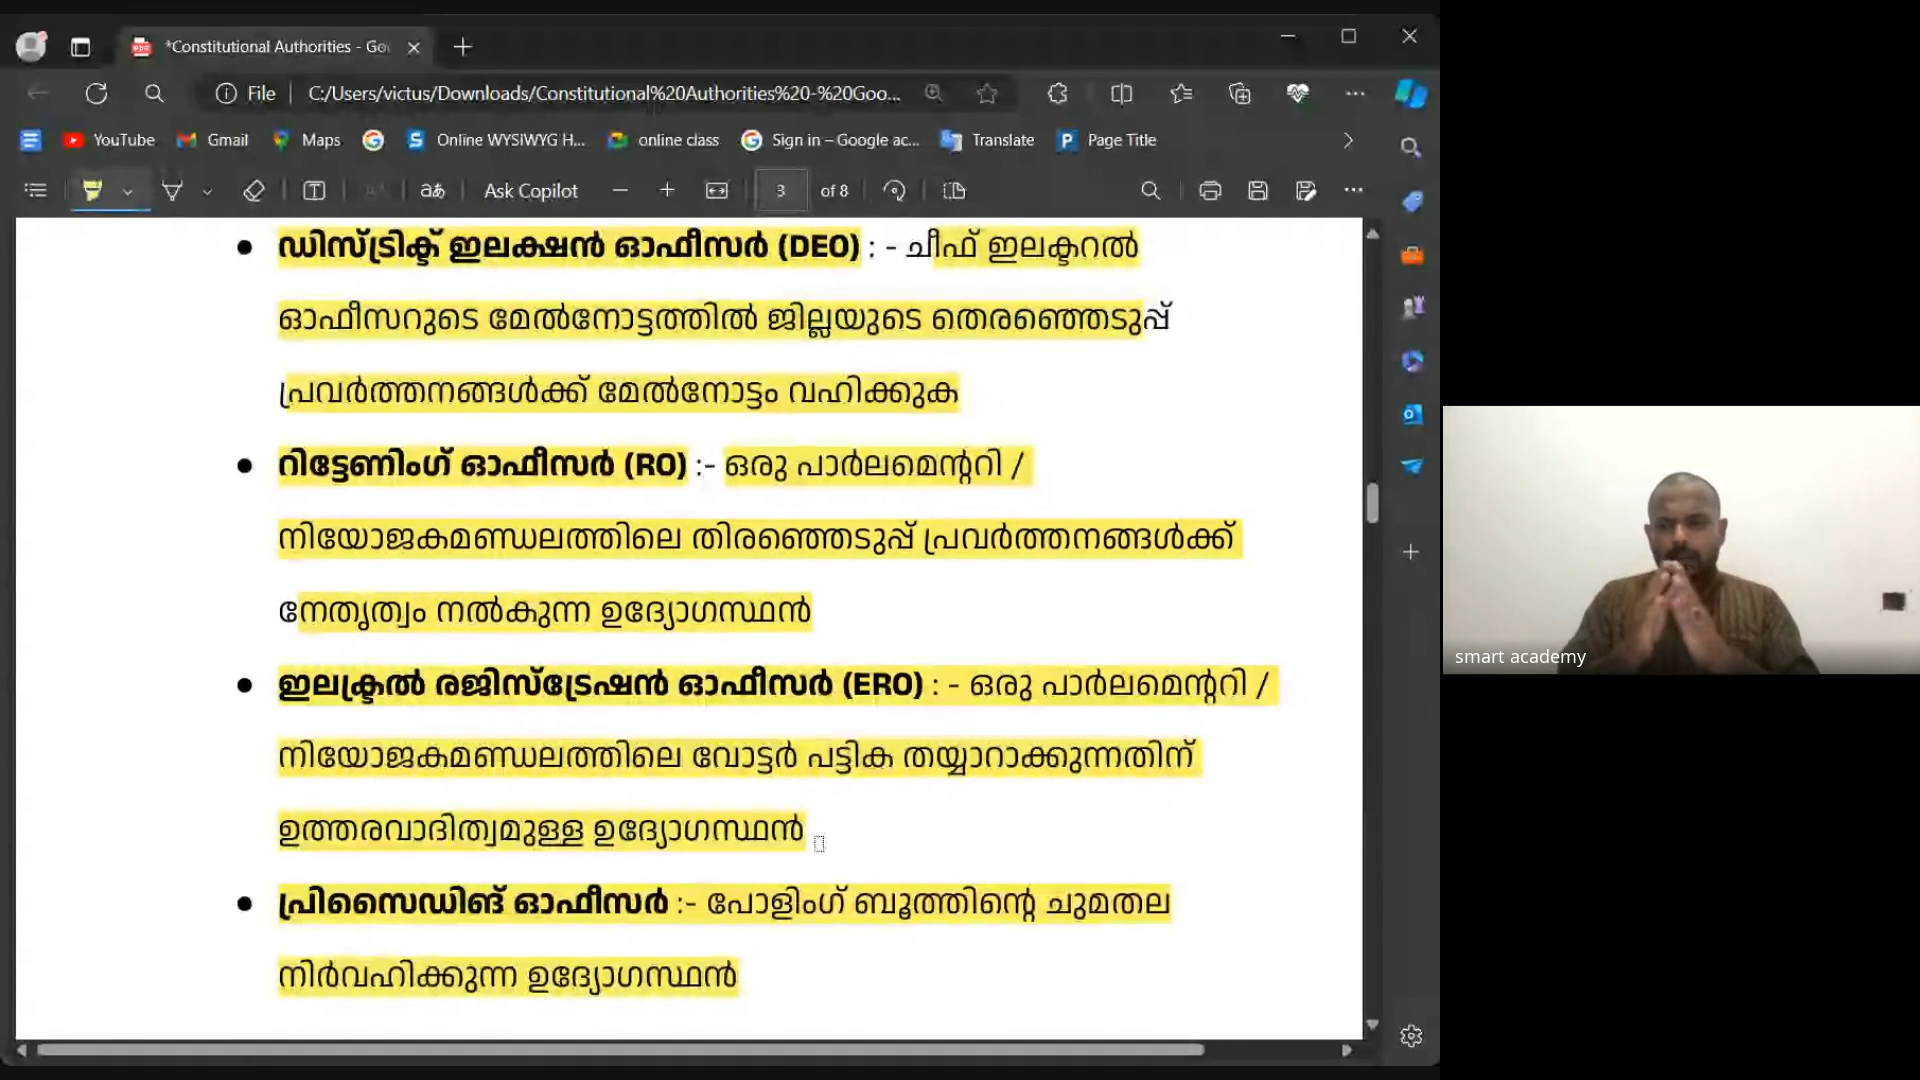 *Constitutional Authorities - Go
File
C:/Users/victus/Downloads/Constitutional%20Authorities%20-%20Goo...
YouTube Gmail Maps Online WYSIWYG H... online class Sign in – Google ac... Translate Page Title
Ask Copilot 3 of 8
ഡിസ്ട്രിക്ട് ഇലക്ഷൻ ഓഫീസർ (DEO) : - ചീഫ് ഇലക്ടറൽ
ഓഫീസറുടെ മേൽനോട്ടത്തിൽ ജില്ലയുടെ തെരഞ്ഞെടുപ്പ്
പ്രവർത്തനങ്ങൾക്ക് മേൽനോട്ടം വഹിക്കുക
റിട്ടേണിംഗ് ഓഫീസർ (RO) :- ഒരു പാർലമെന്ററി /
നിയോജകമണ്ഡലത്തിലെ തിരഞ്ഞെടുപ്പ് പ്രവർത്തനങ്ങൾക്ക്
നേതൃത്വം നൽകുന്ന ഉദ്യോഗസ്ഥൻ
ഇലക്ട്രൽ രജിസ്ട്രേഷൻ ഓഫീസർ (ERO) : - ഒരു പാർലമെന്ററി /
നിയോജകമണ്ഡലത്തിലെ വോട്ടർ പട്ടിക തയ്യാറാക്കുന്നതിന്
ഉത്തരവാദിത്വമുള്ള ഉദ്യോഗസ്ഥൻ
പ്രിസൈഡിങ് ഓഫീസർ :- പോളിംഗ് ബൂത്തിന്റെ ചുമതല
നിർവഹിക്കുന്ന ഉദ്യോഗസ്ഥൻ
smart academy